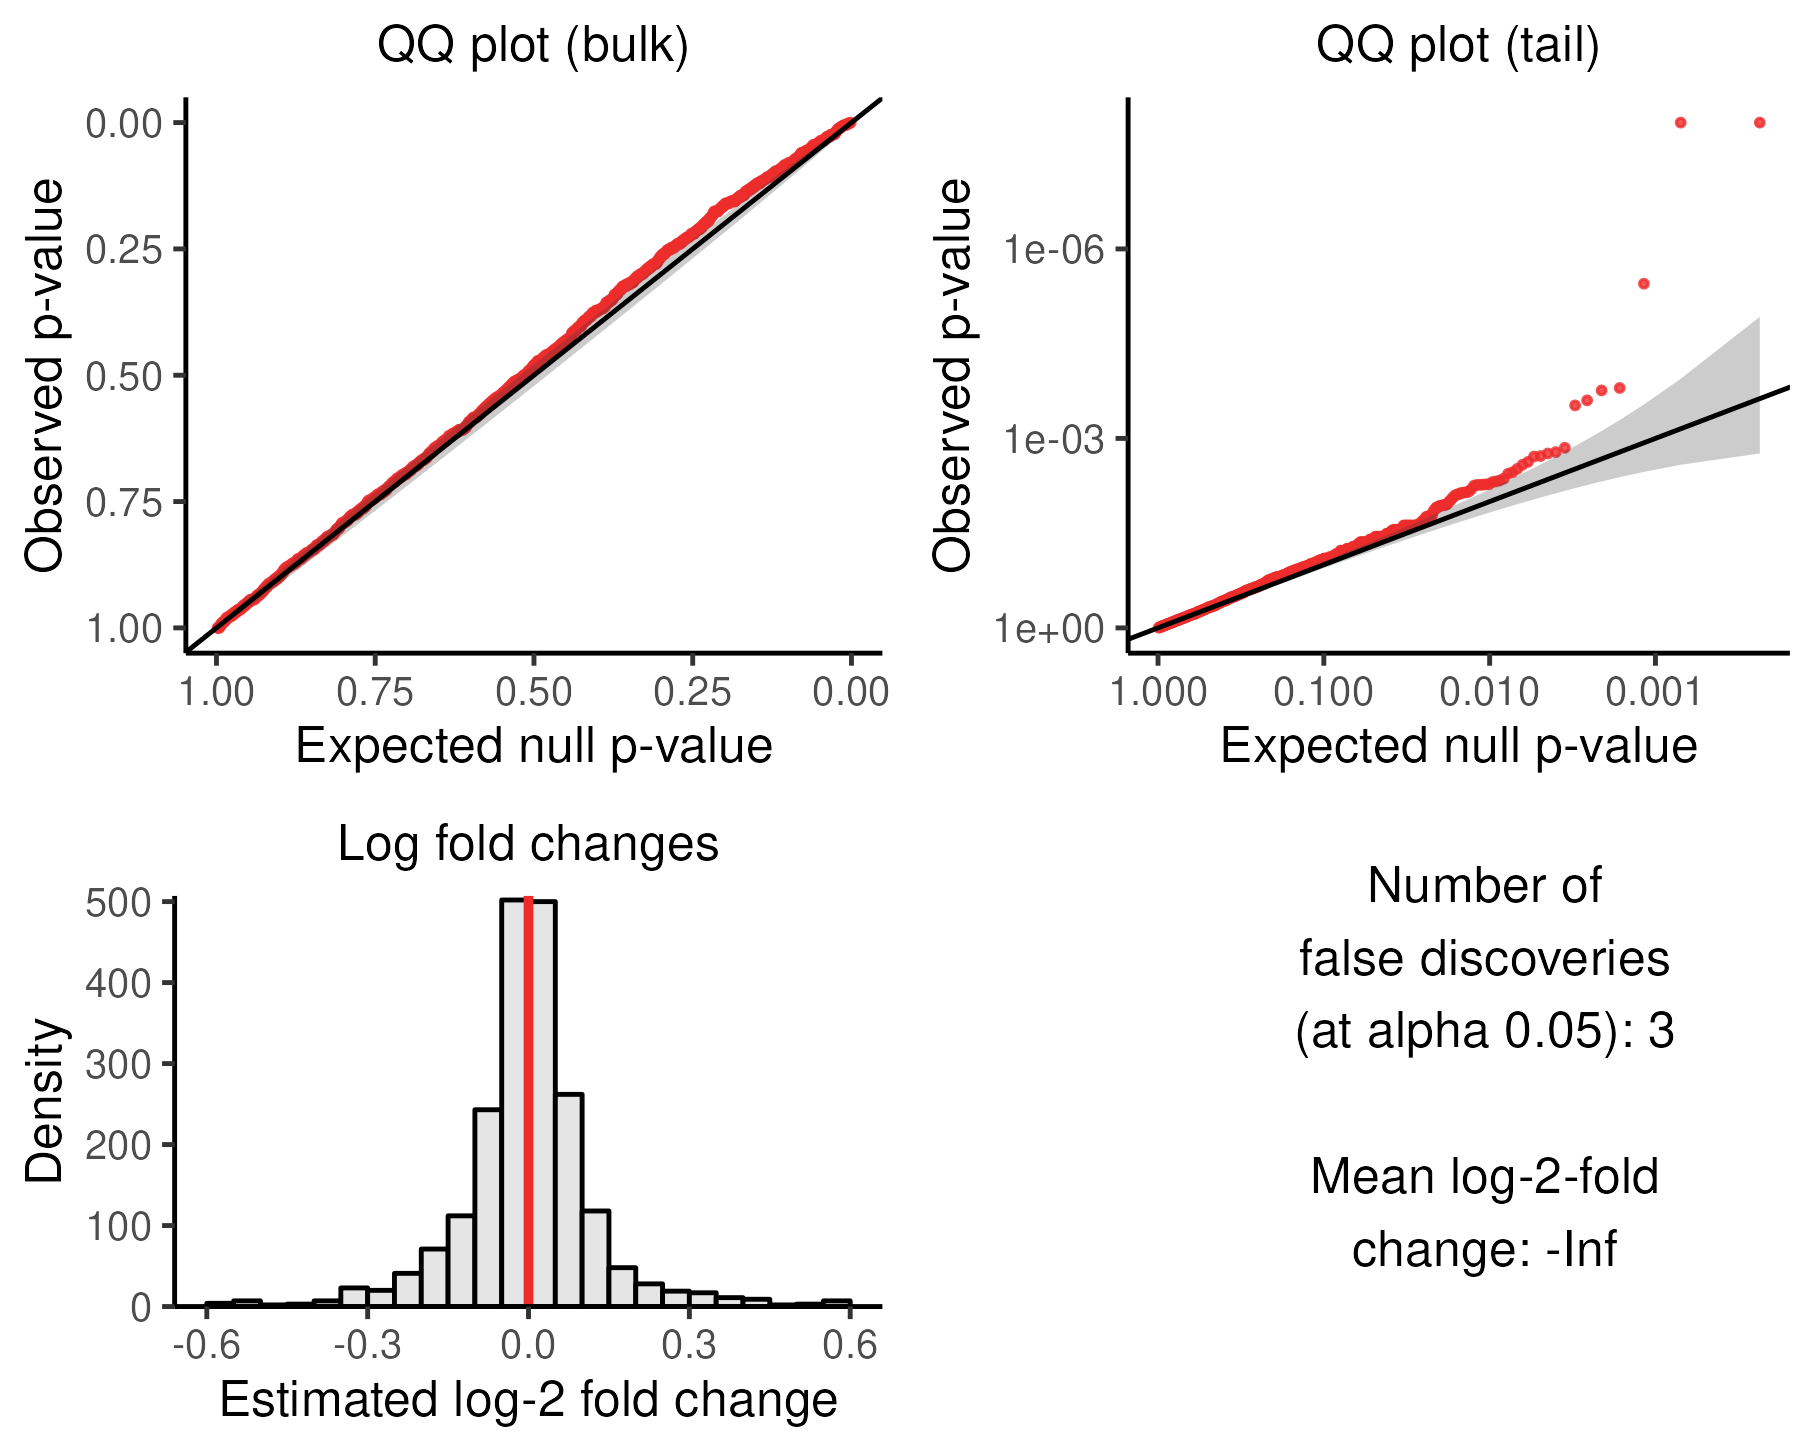 QQ plot (bulk)
0.00
0.25
0.50
0.75
1.00
Observed p-value
1.00 0.75 0.50 0.25 0.00
Expected null p-value
QQ plot (tail)
1e-06
1e-03
1e+00
Observed p-value
1.000 0.100 0.010 0.001
Expected null p-value
Log fold changes
500
400
300
200
100
0
Density
-0.6 -0.3 0.0 0.3 0.6
Estimated log-2 fold change
Number of
false discoveries
(at alpha 0.05): 3
Mean log-2-fold
change: -Inf